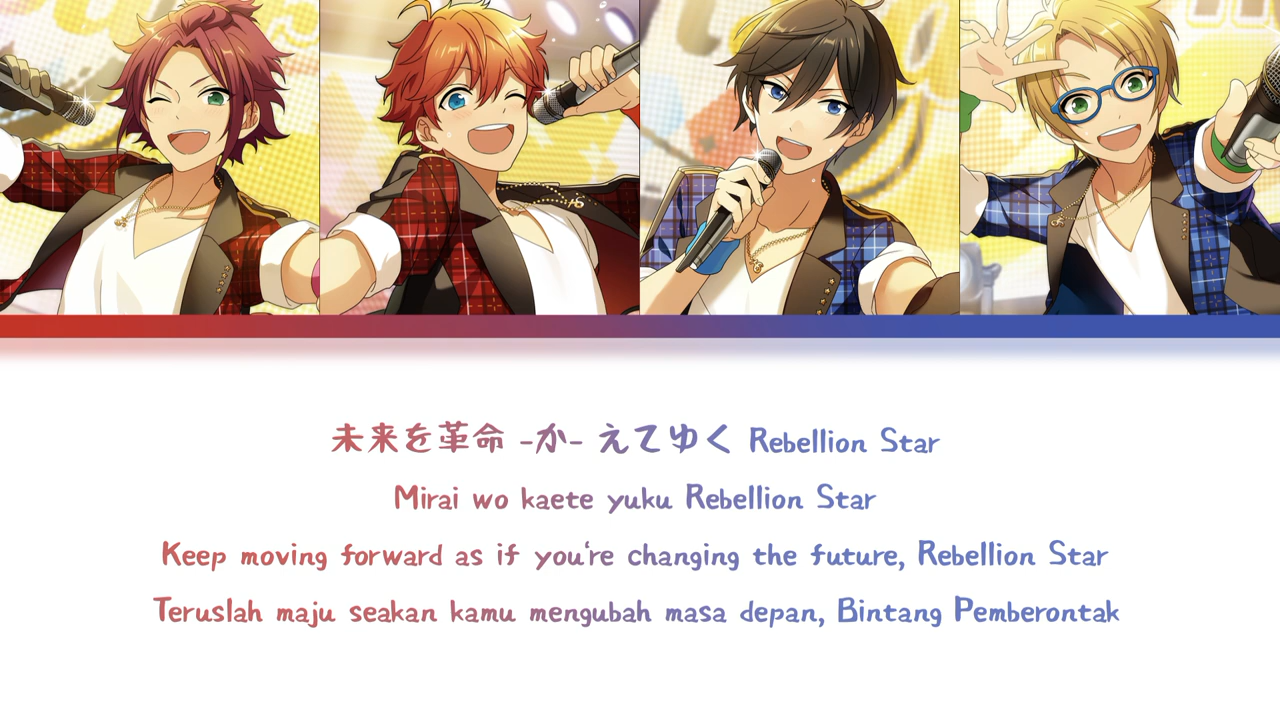 未来を革命 -か- えてゆく Rebellion Star
Mirai wo kaete yuku Rebellion Star
Keep moving forward as if you're changing the future, Rebellion Star
Teruslah maju seakan kamu mengubah masa depan, Bintang Pemberontak